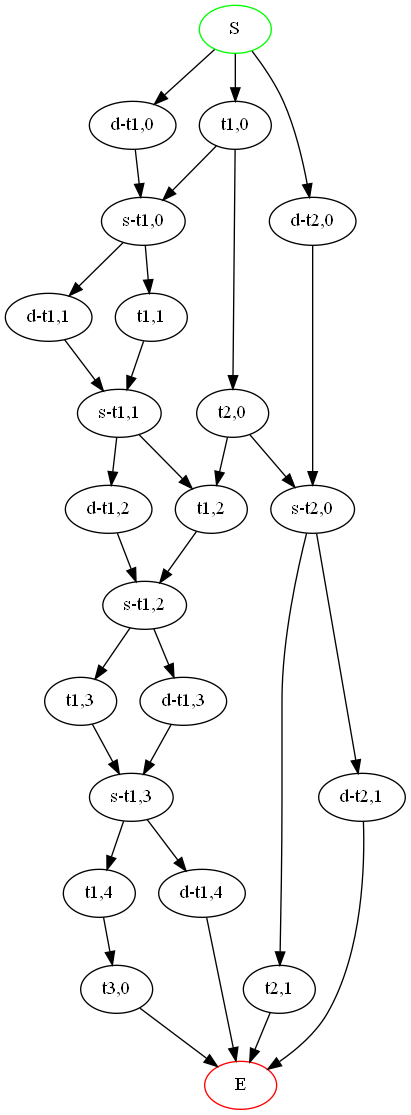 S
d-t1,0
t1,0
s-t1,0
d-t2,0
d-t1,1
t1,1
s-t1,1
t2,0
d-t1,2
t1,2
s-t2,0
s-t1,2
t1,3
d-t1,3
s-t1,3
d-t2,1
t1,4
d-t1,4
t3,0
t2,1
E